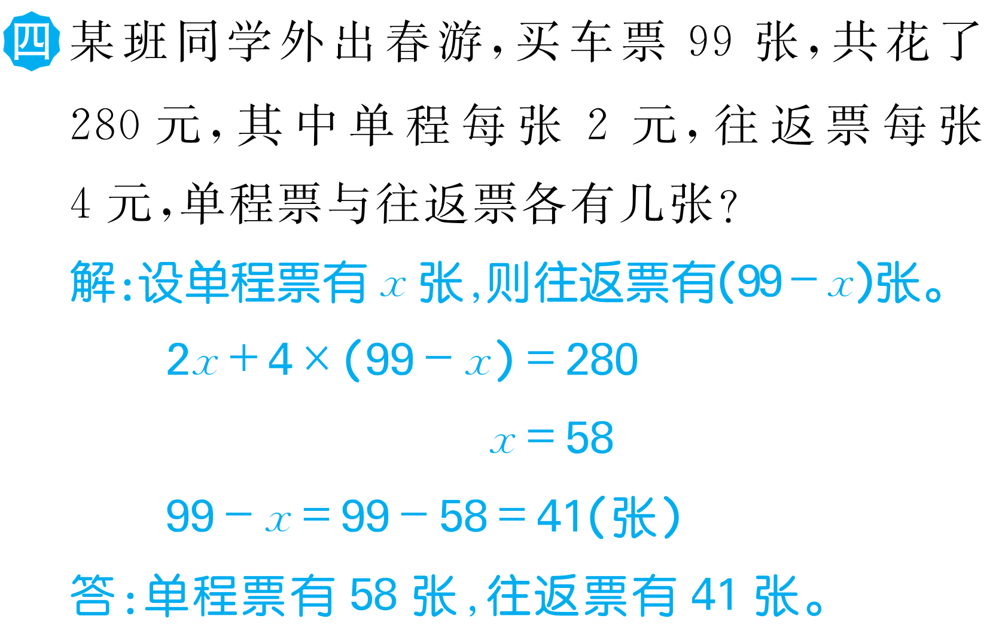 四 某班同学外出春游,买车票 99 张,共花了
280 元,其中单程每张 2 元,往返票每张
4 元,单程票与往返票各有几张?
解:设单程票有 x 张,则往返票有(99－x)张。
2x＋4×(99－x)＝280
x＝58
99－x＝99－58＝41(张)
答:单程票有 58 张,往返票有 41 张。